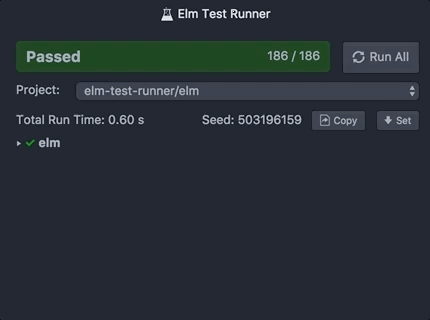 Elm Test Runner
Passed 186 / 186 Run All
Project: elm-test-runner/elm
Total Run Time: 0.60 s Seed: 503196159 Copy Set
elm